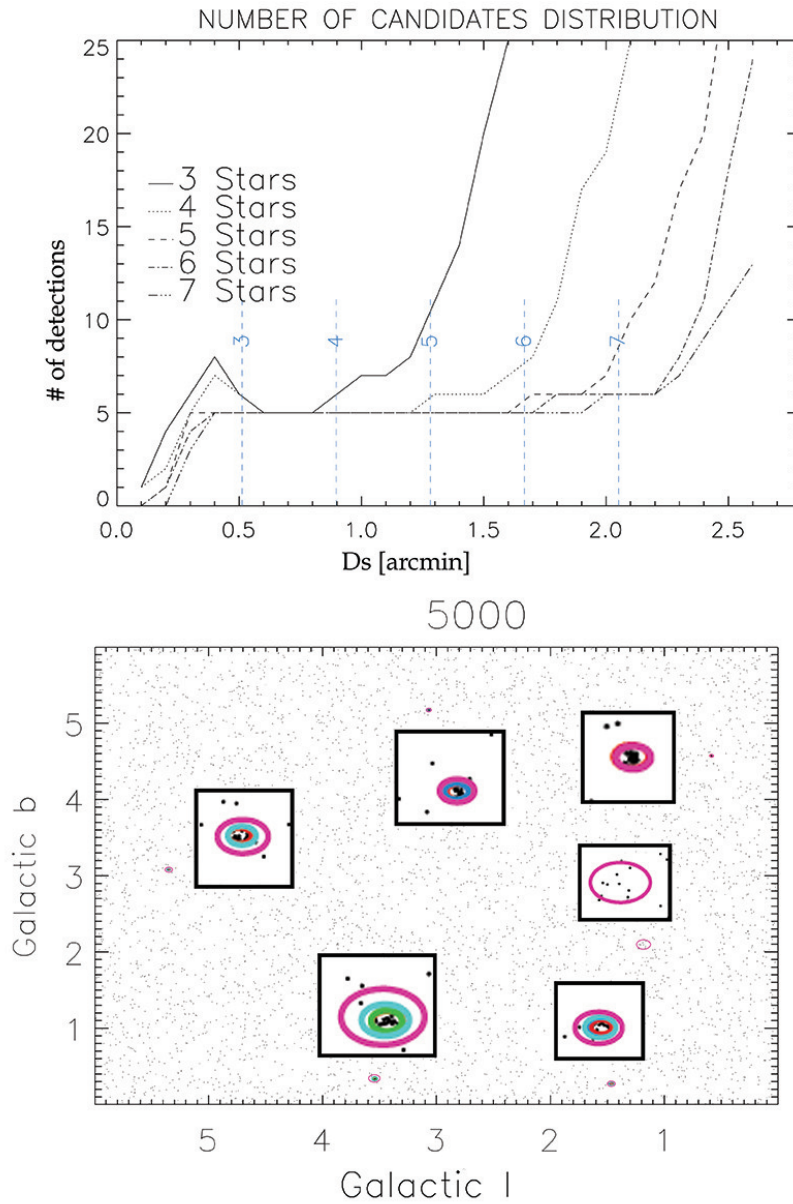 NUMBER OF CANDIDATES DISTRIBUTION
25
20
15
10
5
0
# of detections
3 Stars
4 Stars
5 Stars
6 Stars
7 Stars
3
4
5
6
7
0.0 0.5 1.0 1.5 2.0 2.5
Ds [arcmin]
5000
5
4
3
2
1
Galactic b
5 4 3 2 1
Galactic l